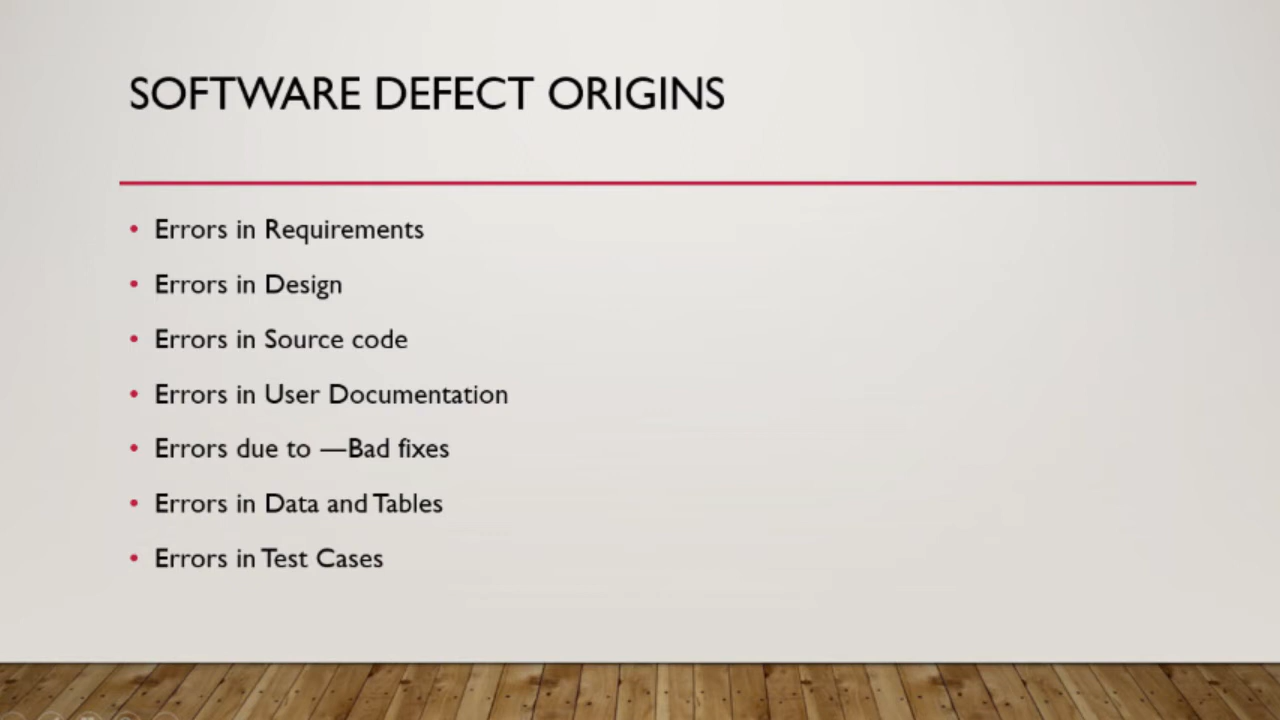 SOFTWARE DEFECT ORIGINS
• Errors in Requirements
• Errors in Design
• Errors in Source code
• Errors in User Documentation
• Errors due to —Bad fixes
• Errors in Data and Tables
• Errors in Test Cases